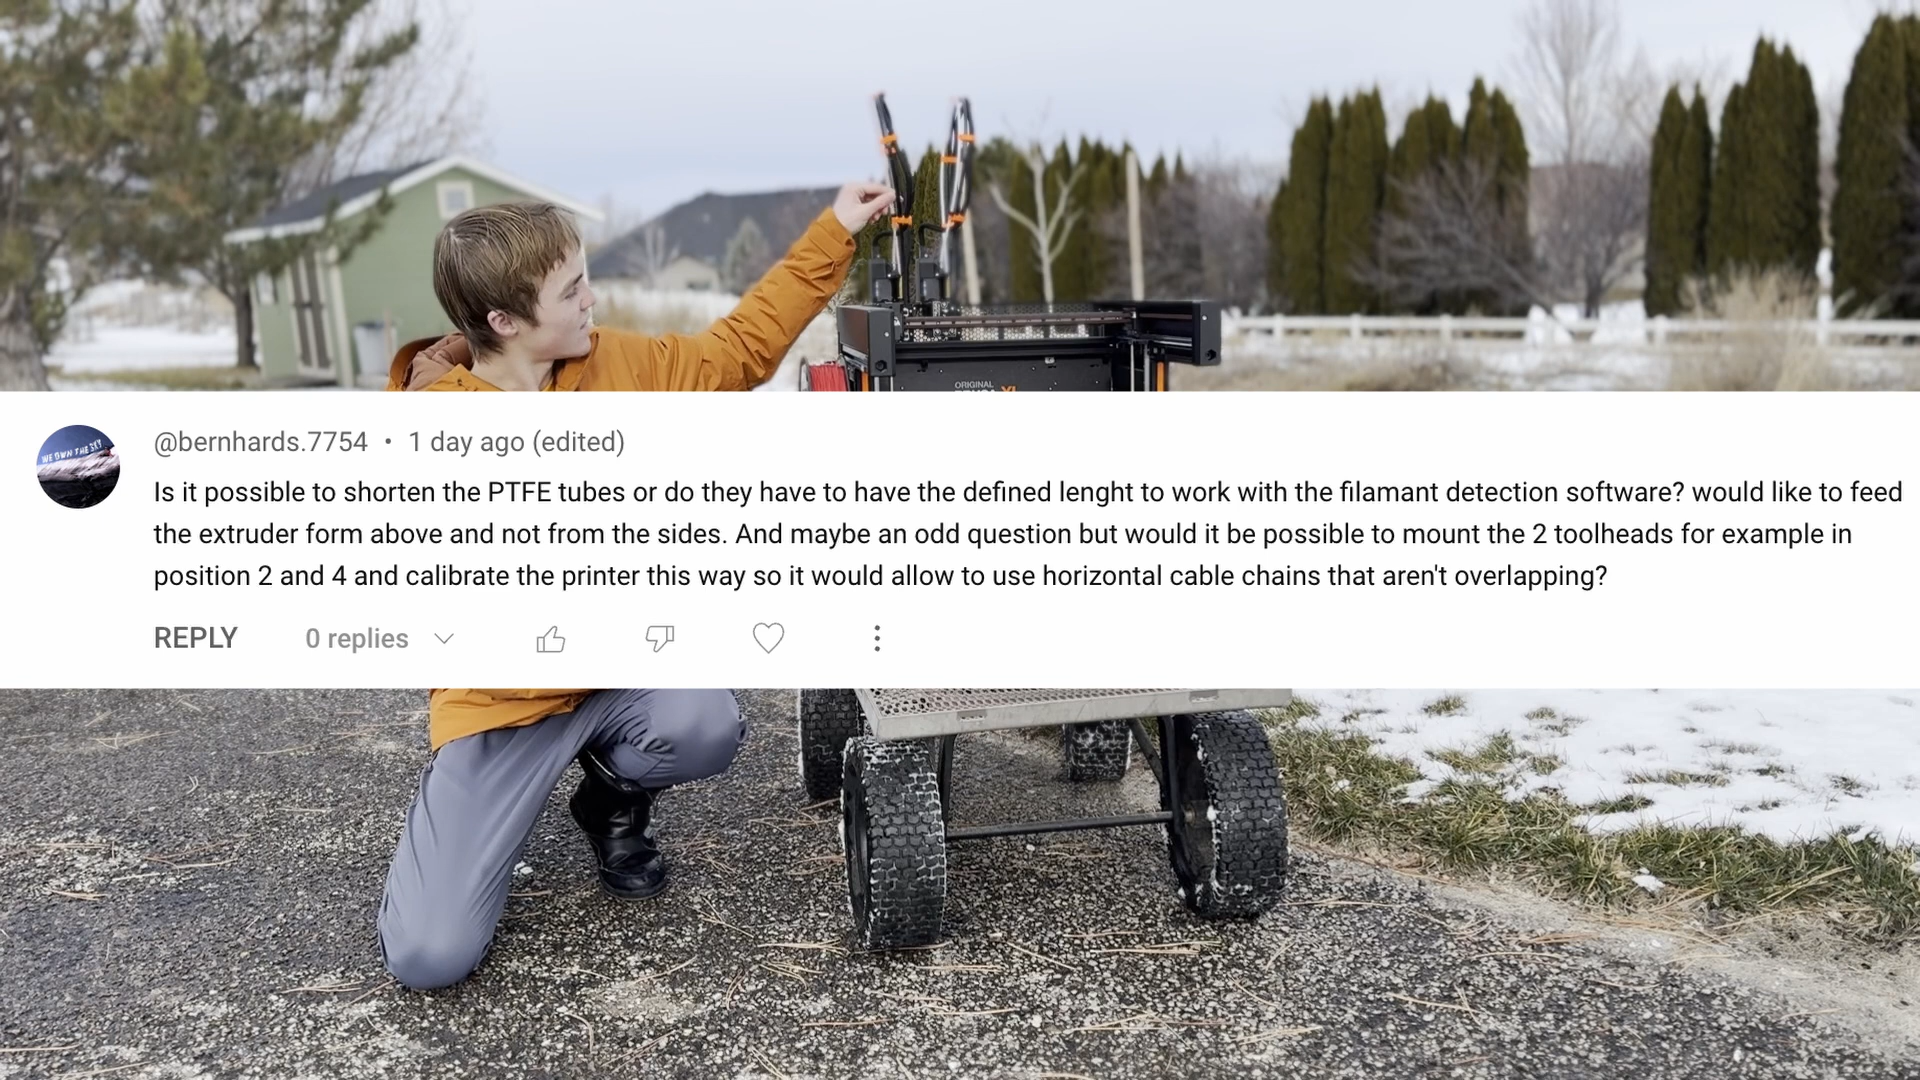 ORIGINAL
@bernhards.7754 • 1 day ago (edited)
Is it possible to shorten the PTFE tubes or do they have to have the defined lenght to work with the filamant detection software? would like to feed
the extruder form above and not from the sides. And maybe an odd question but would it be possible to mount the 2 toolheads for example in
position 2 and 4 and calibrate the printer this way so it would allow to use horizontal cable chains that aren't overlapping?
REPLY 0 replies
WE OWN THE SKY